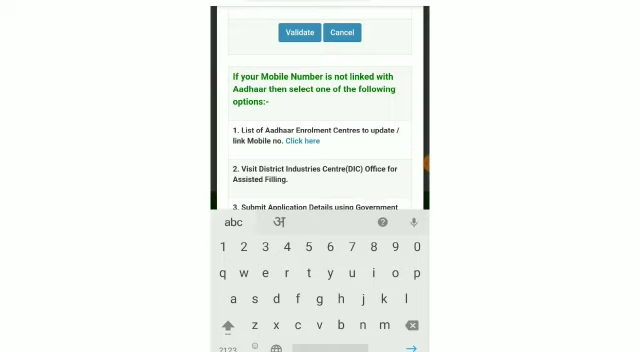 Validate Cancel
If your Mobile Number is not linked with
Aadhaar then select one of the following
options:-
1. List of Aadhaar Enrolment Centres to update /
link Mobile no. Click here
2. Visit District Industries Centre(DIC) Office for
Assisted Filling.
3. Submit Application Details using Government
abc अ
1 2 3 4 5 6 7 8 9 0
q w e r t y u i o p
a s d f g h j k l
z x c v b n m
?123